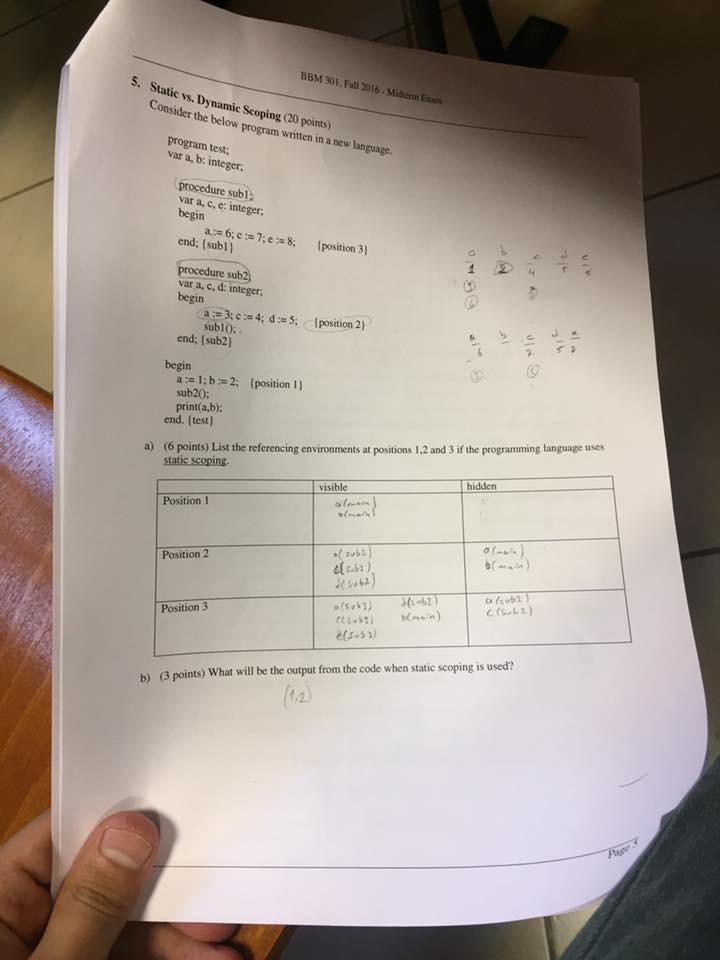 BBM 301, Fall 2016 - Midterm Exam
5. Static vs. Dynamic Scoping (20 points)
Consider the below program written in a new language.
program test;
var a, b: integer;
procedure sub1;
var a, c, e: integer;
begin
a := 6; c := 7; e := 8; {position 3}
end; {sub1}
procedure sub2;
var a, c, d: integer;
begin
a := 3; c := 4; d := 5; {position 2}
sub1();
end; {sub2}
begin
a := 1; b := 2; {position 1}
sub2();
print(a,b);
end. {test}
a b c d e
1 2 4 5 8
3
6
a b c d e
6 2 5 8
a) (6 points) List the referencing environments at positions 1,2 and 3 if the programming language uses
static scoping.
visible hidden
Position 1 a(main)
b(main)
Position 2 a(sub2) a(main)
c(sub2) b(main)
d(sub2)
Position 3 a(sub3) d(sub2) a(sub2)
c(sub3) b(main) c(sub2)
e(sub3)
b) (3 points) What will be the output from the code when static scoping is used?
(1,2)
Page 5